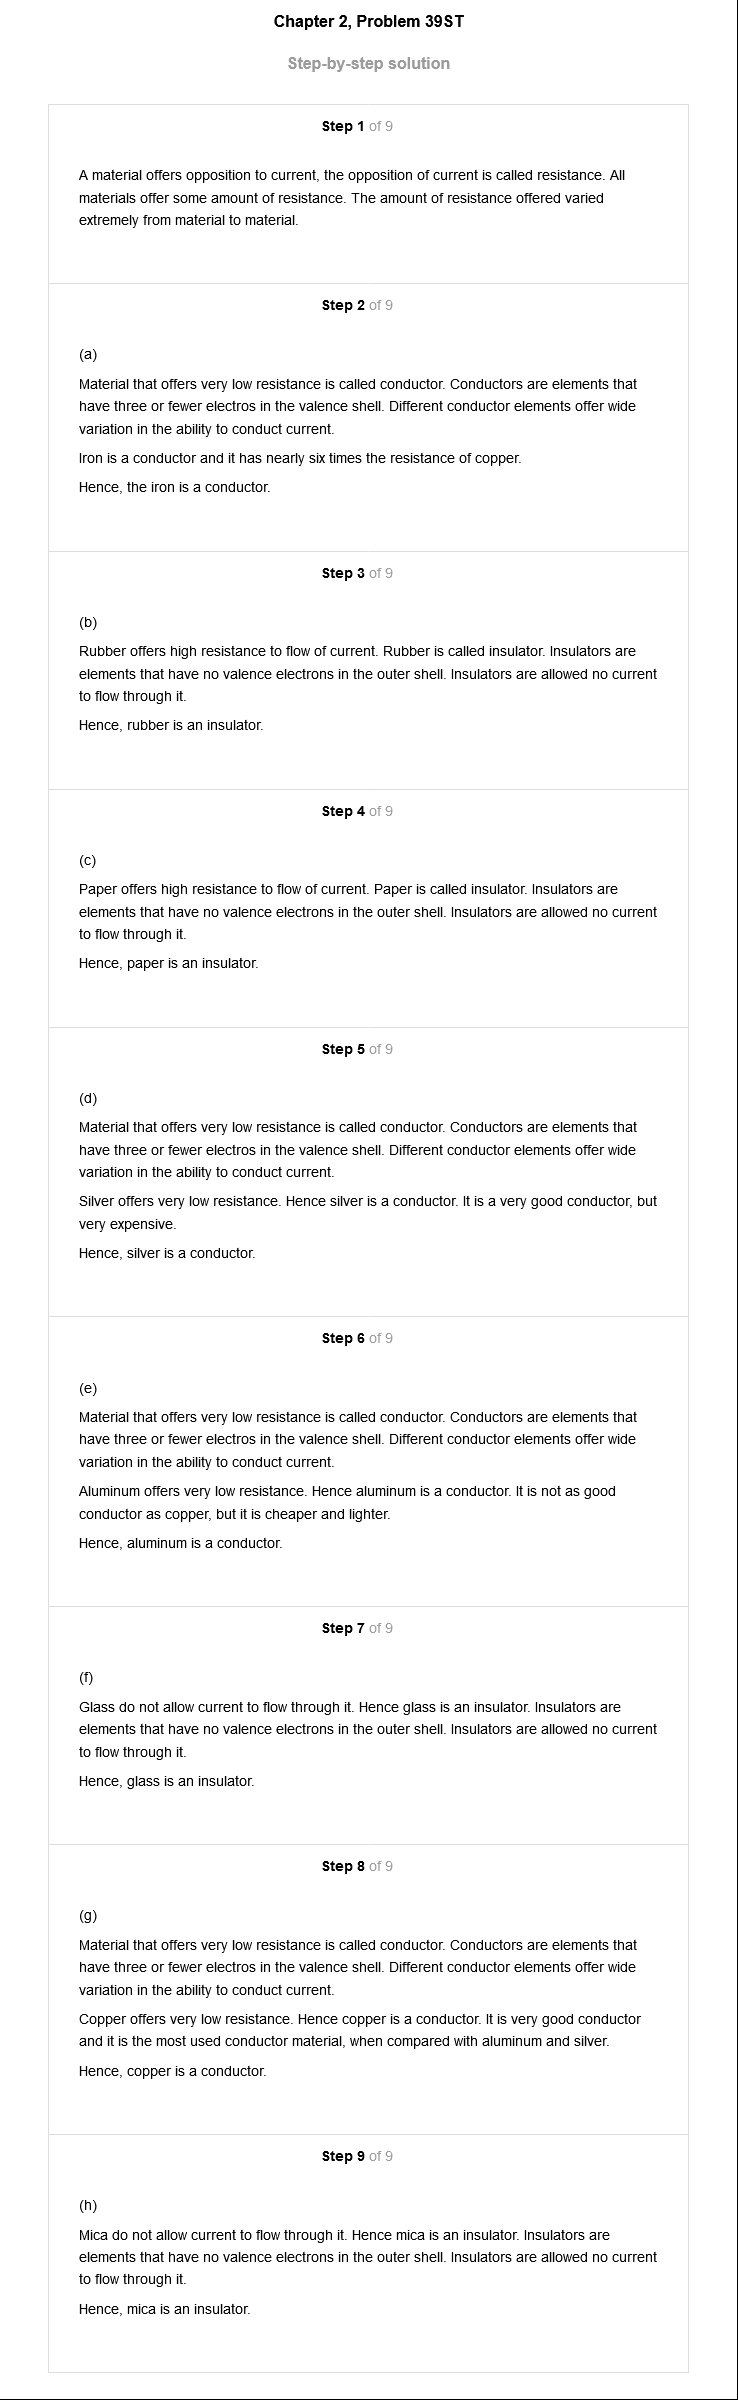 Chapter 2, Problem 39ST
Step-by-step solution
Step 1 of 9
A material offers opposition to current, the opposition of current is called resistance. All
materials offer some amount of resistance. The amount of resistance offered varied
extremely from material to material.
Step 2 of 9
(a)
Material that offers very low resistance is called conductor. Conductors are elements that
have three or fewer electros in the valence shell. Different conductor elements offer wide
variation in the ability to conduct current.
Iron is a conductor and it has nearly six times the resistance of copper.
Hence, the iron is a conductor.
Step 3 of 9
(b)
Rubber offers high resistance to flow of current. Rubber is called insulator. Insulators are
elements that have no valence electrons in the outer shell. Insulators are allowed no current
to flow through it.
Hence, rubber is an insulator.
Step 4 of 9
(c)
Paper offers high resistance to flow of current. Paper is called insulator. Insulators are
elements that have no valence electrons in the outer shell. Insulators are allowed no current
to flow through it.
Hence, paper is an insulator.
Step 5 of 9
(d)
Material that offers very low resistance is called conductor. Conductors are elements that
have three or fewer electros in the valence shell. Different conductor elements offer wide
variation in the ability to conduct current.
Silver offers very low resistance. Hence silver is a conductor. It is a very good conductor, but
very expensive.
Hence, silver is a conductor.
Step 6 of 9
(e)
Material that offers very low resistance is called conductor. Conductors are elements that
have three or fewer electros in the valence shell. Different conductor elements offer wide
variation in the ability to conduct current.
Aluminum offers very low resistance. Hence aluminum is a conductor. It is not as good
conductor as copper, but it is cheaper and lighter.
Hence, aluminum is a conductor.
Step 7 of 9
(f)
Glass do not allow current to flow through it. Hence glass is an insulator. Insulators are
elements that have no valence electrons in the outer shell. Insulators are allowed no current
to flow through it.
Hence, glass is an insulator.
Step 8 of 9
(g)
Material that offers very low resistance is called conductor. Conductors are elements that
have three or fewer electros in the valence shell. Different conductor elements offer wide
variation in the ability to conduct current.
Copper offers very low resistance. Hence copper is a conductor. It is very good conductor
and it is the most used conductor material, when compared with aluminum and silver.
Hence, copper is a conductor.
Step 9 of 9
(h)
Mica do not allow current to flow through it. Hence mica is an insulator. Insulators are
elements that have no valence electrons in the outer shell. Insulators are allowed no current
to flow through it.
Hence, mica is an insulator.